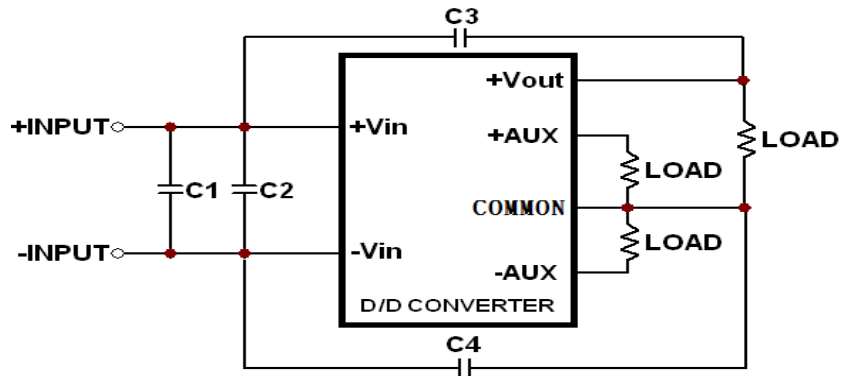 C3
+Vout
+INPUT
+Vin
+AUX
LOAD
LOAD
C1
C2
COMMON
-INPUT
-Vin
LOAD
-AUX
D/D CONVERTER
C4